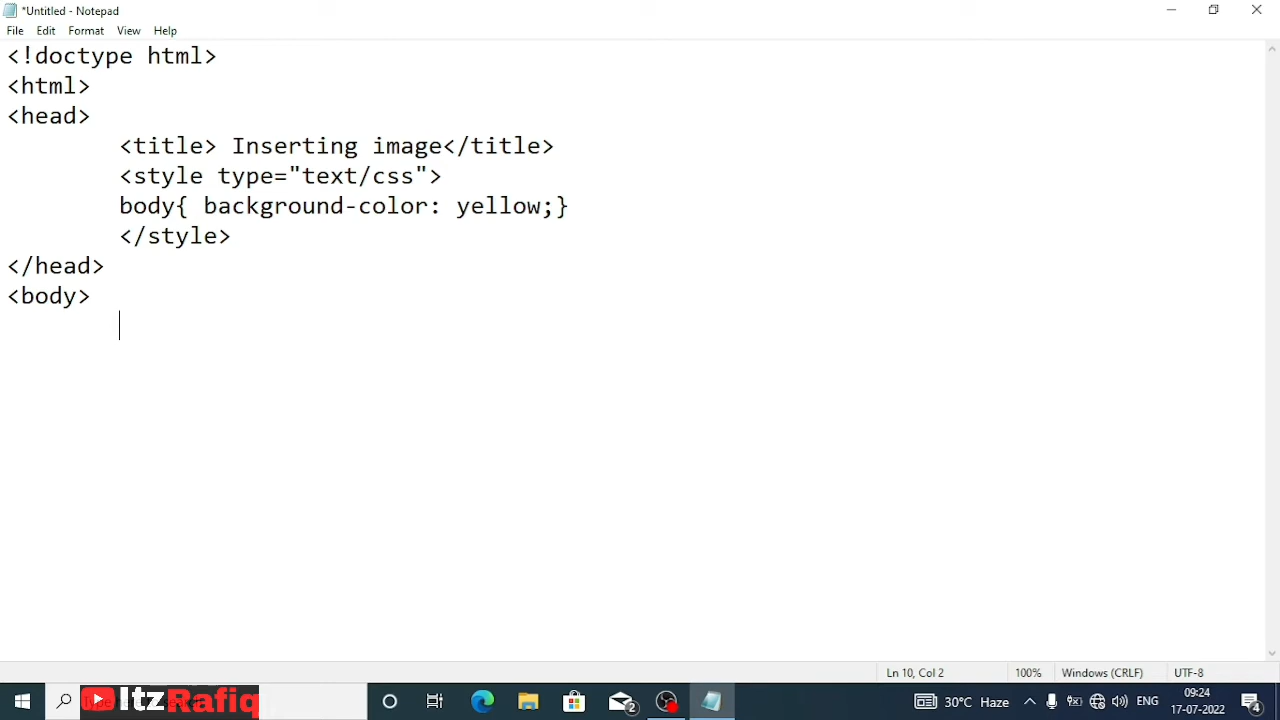 *Untitled - Notepad
File Edit Format View Help
<!doctype html>
<html>
<head>
<title> Inserting image</title>
<style type="text/css">
body{ background-color: yellow;}
</style>
</head>
<body>
Ln 10, Col 2 100% Windows (CRLF) UTF-8
ItzRafiq
2
30°C Haze
ENG
09:24
17-07-2022
4